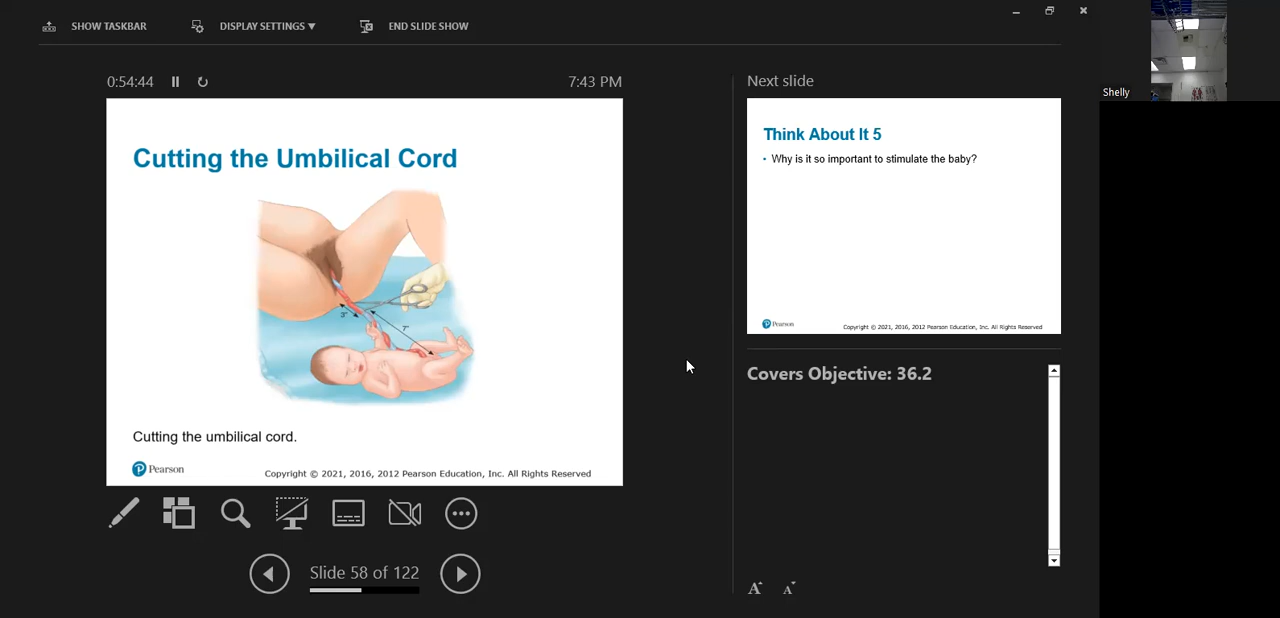 SHOW TASKBAR
DISPLAY SETTINGS ▼
END SLIDE SHOW
Shelly
0:54:44
7:43 PM
Cutting the Umbilical Cord
3"
7"
Cutting the umbilical cord.
Pearson
Copyright © 2021, 2016, 2012 Pearson Education, Inc. All Rights Reserved
Slide 58 of 122
Next slide
Think About It 5
• Why is it so important to stimulate the baby?
Pearson
Copyright © 2021, 2016, 2012 Pearson Education, Inc. All Rights Reserved
Covers Objective: 36.2
A A